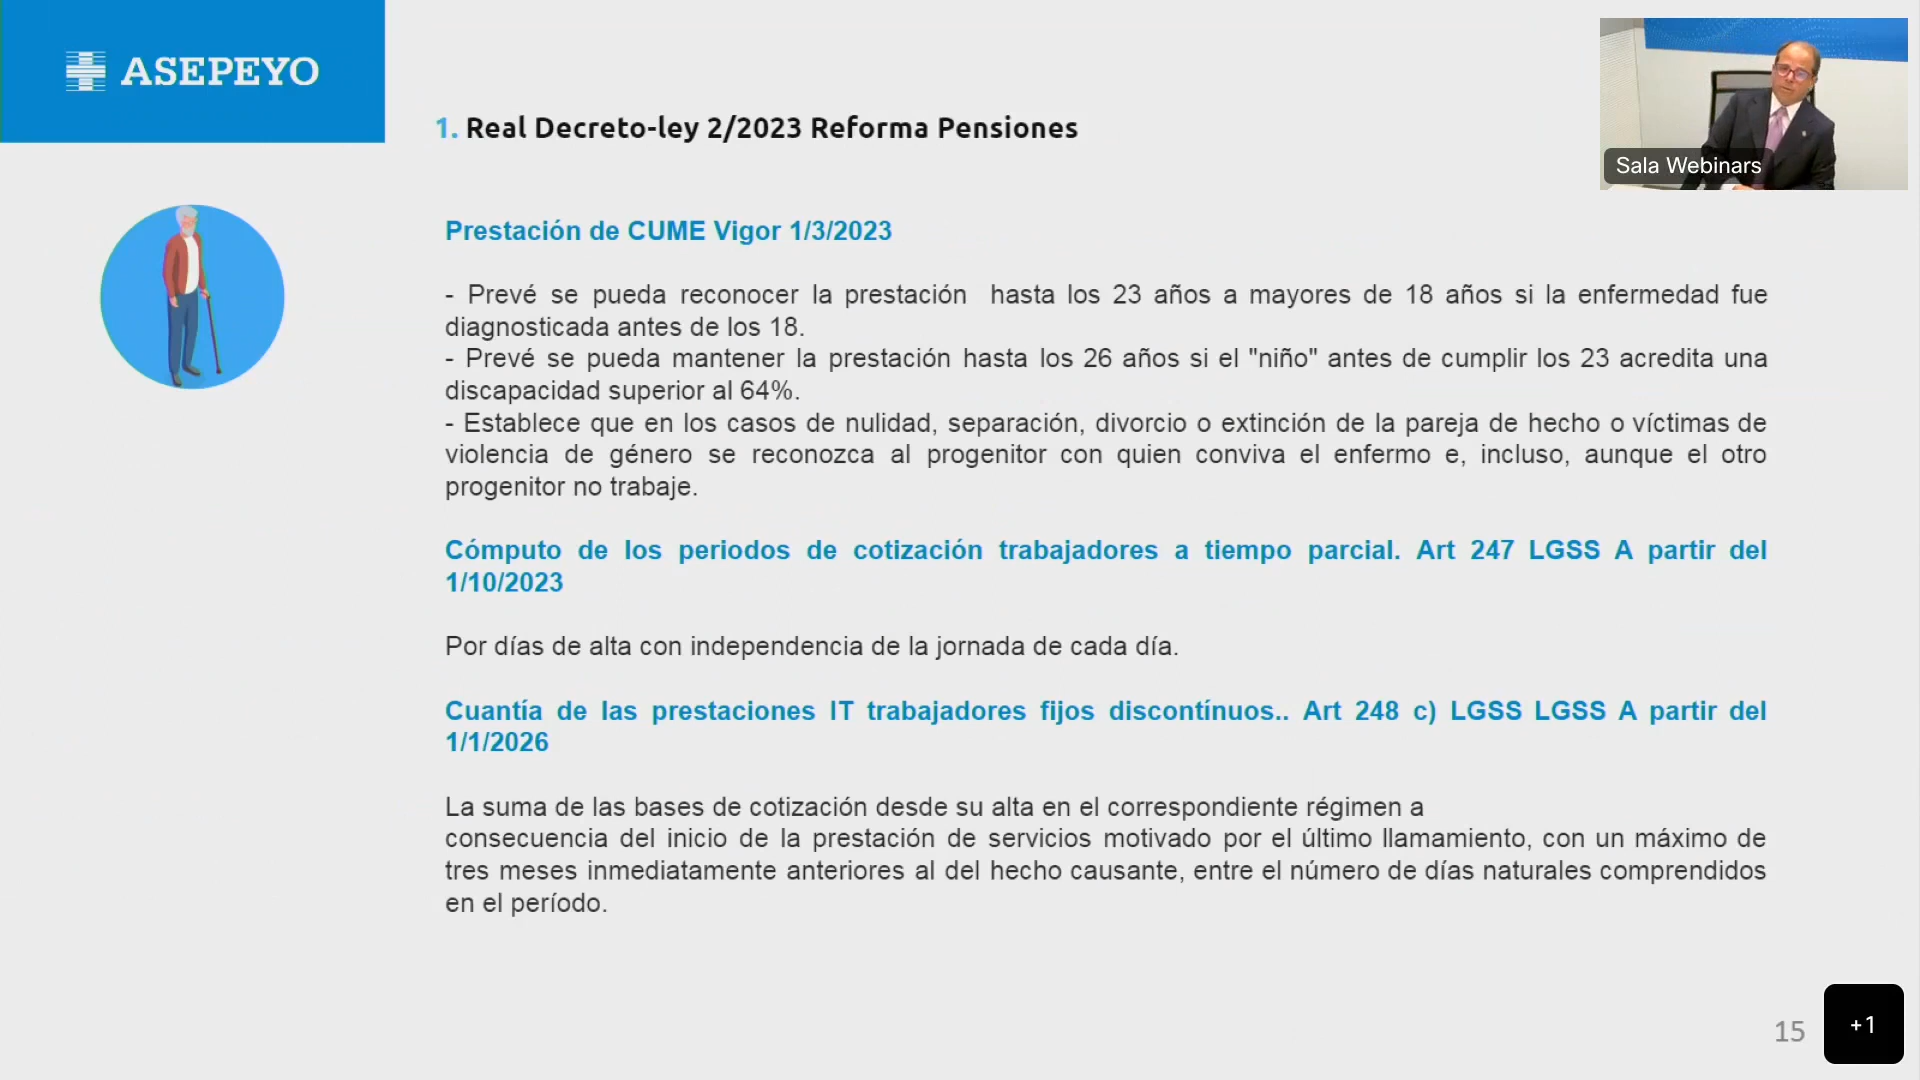 ASEPEYO
1. Real Decreto-ley 2/2023 Reforma Pensiones
Sala Webinars
Prestación de CUME Vigor 1/3/2023
- Prevé se pueda reconocer la prestación hasta los 23 años a mayores de 18 años si la enfermedad fue
diagnosticada antes de los 18.
- Prevé se pueda mantener la prestación hasta los 26 años si el "niño" antes de cumplir los 23 acredita una
discapacidad superior al 64%.
- Establece que en los casos de nulidad, separación, divorcio o extinción de la pareja de hecho o víctimas de
violencia de género se reconozca al progenitor con quien conviva el enfermo e, incluso, aunque el otro
progenitor no trabaje.
Cómputo de los periodos de cotización trabajadores a tiempo parcial. Art 247 LGSS A partir del
1/10/2023
Por días de alta con independencia de la jornada de cada día.
Cuantía de las prestaciones IT trabajadores fijos discontínuos.. Art 248 c) LGSS LGSS A partir del
1/1/2026
La suma de las bases de cotización desde su alta en el correspondiente régimen a
consecuencia del inicio de la prestación de servicios motivado por el último llamamiento, con un máximo de
tres meses inmediatamente anteriores al del hecho causante, entre el número de días naturales comprendidos
en el período.
15
+1